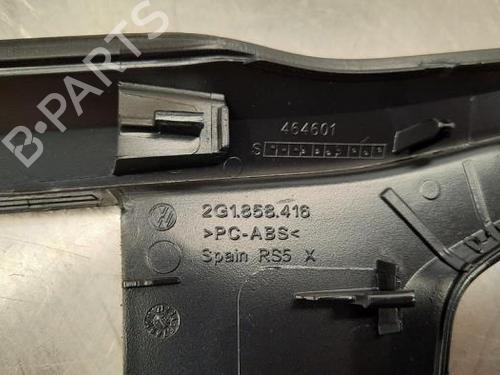 B-PARTS
464601
S
2G1.858.416
>PC-ABS<
Spain RS5 X